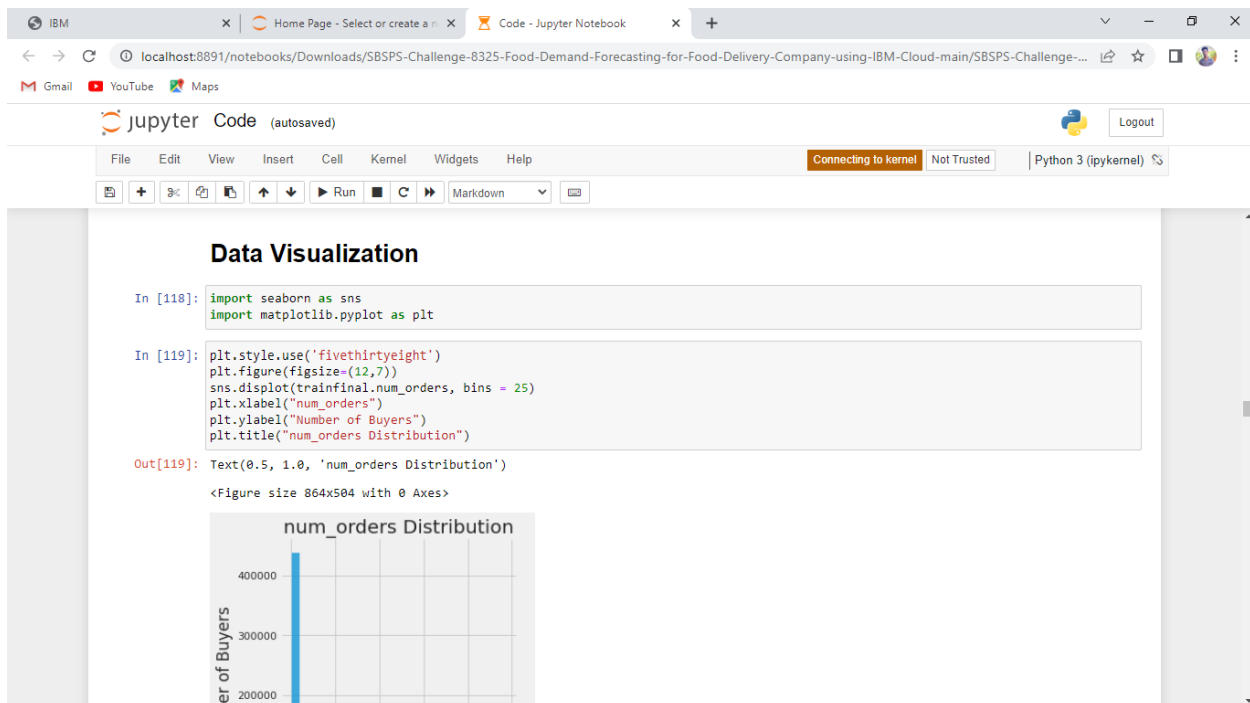 IBM
Home Page - Select or create a n
Code - Jupyter Notebook
localhost:8891/notebooks/Downloads/SBSPS-Challenge-8325-Food-Demand-Forecasting-for-Food-Delivery-Company-using-IBM-Cloud-main/SBSPS-Challenge-...
Gmail YouTube Maps
jupyter Code (autosaved) Logout
File Edit View Insert Cell Kernel Widgets Help Connecting to kernel Not Trusted Python 3 (ipykernel)
Run Markdown
Data Visualization
In [118]: import seaborn as sns
import matplotlib.pyplot as plt
In [119]: plt.style.use('fivethirtyeight')
plt.figure(figsize=(12,7))
sns.displot(trainfinal.num_orders, bins = 25)
plt.xlabel("num_orders")
plt.ylabel("Number of Buyers")
plt.title("num_orders Distribution")
Out[119]: Text(0.5, 1.0, 'num_orders Distribution')
<Figure size 864x504 with 0 Axes>
num_orders Distribution
400000
300000
200000
er of Buyers